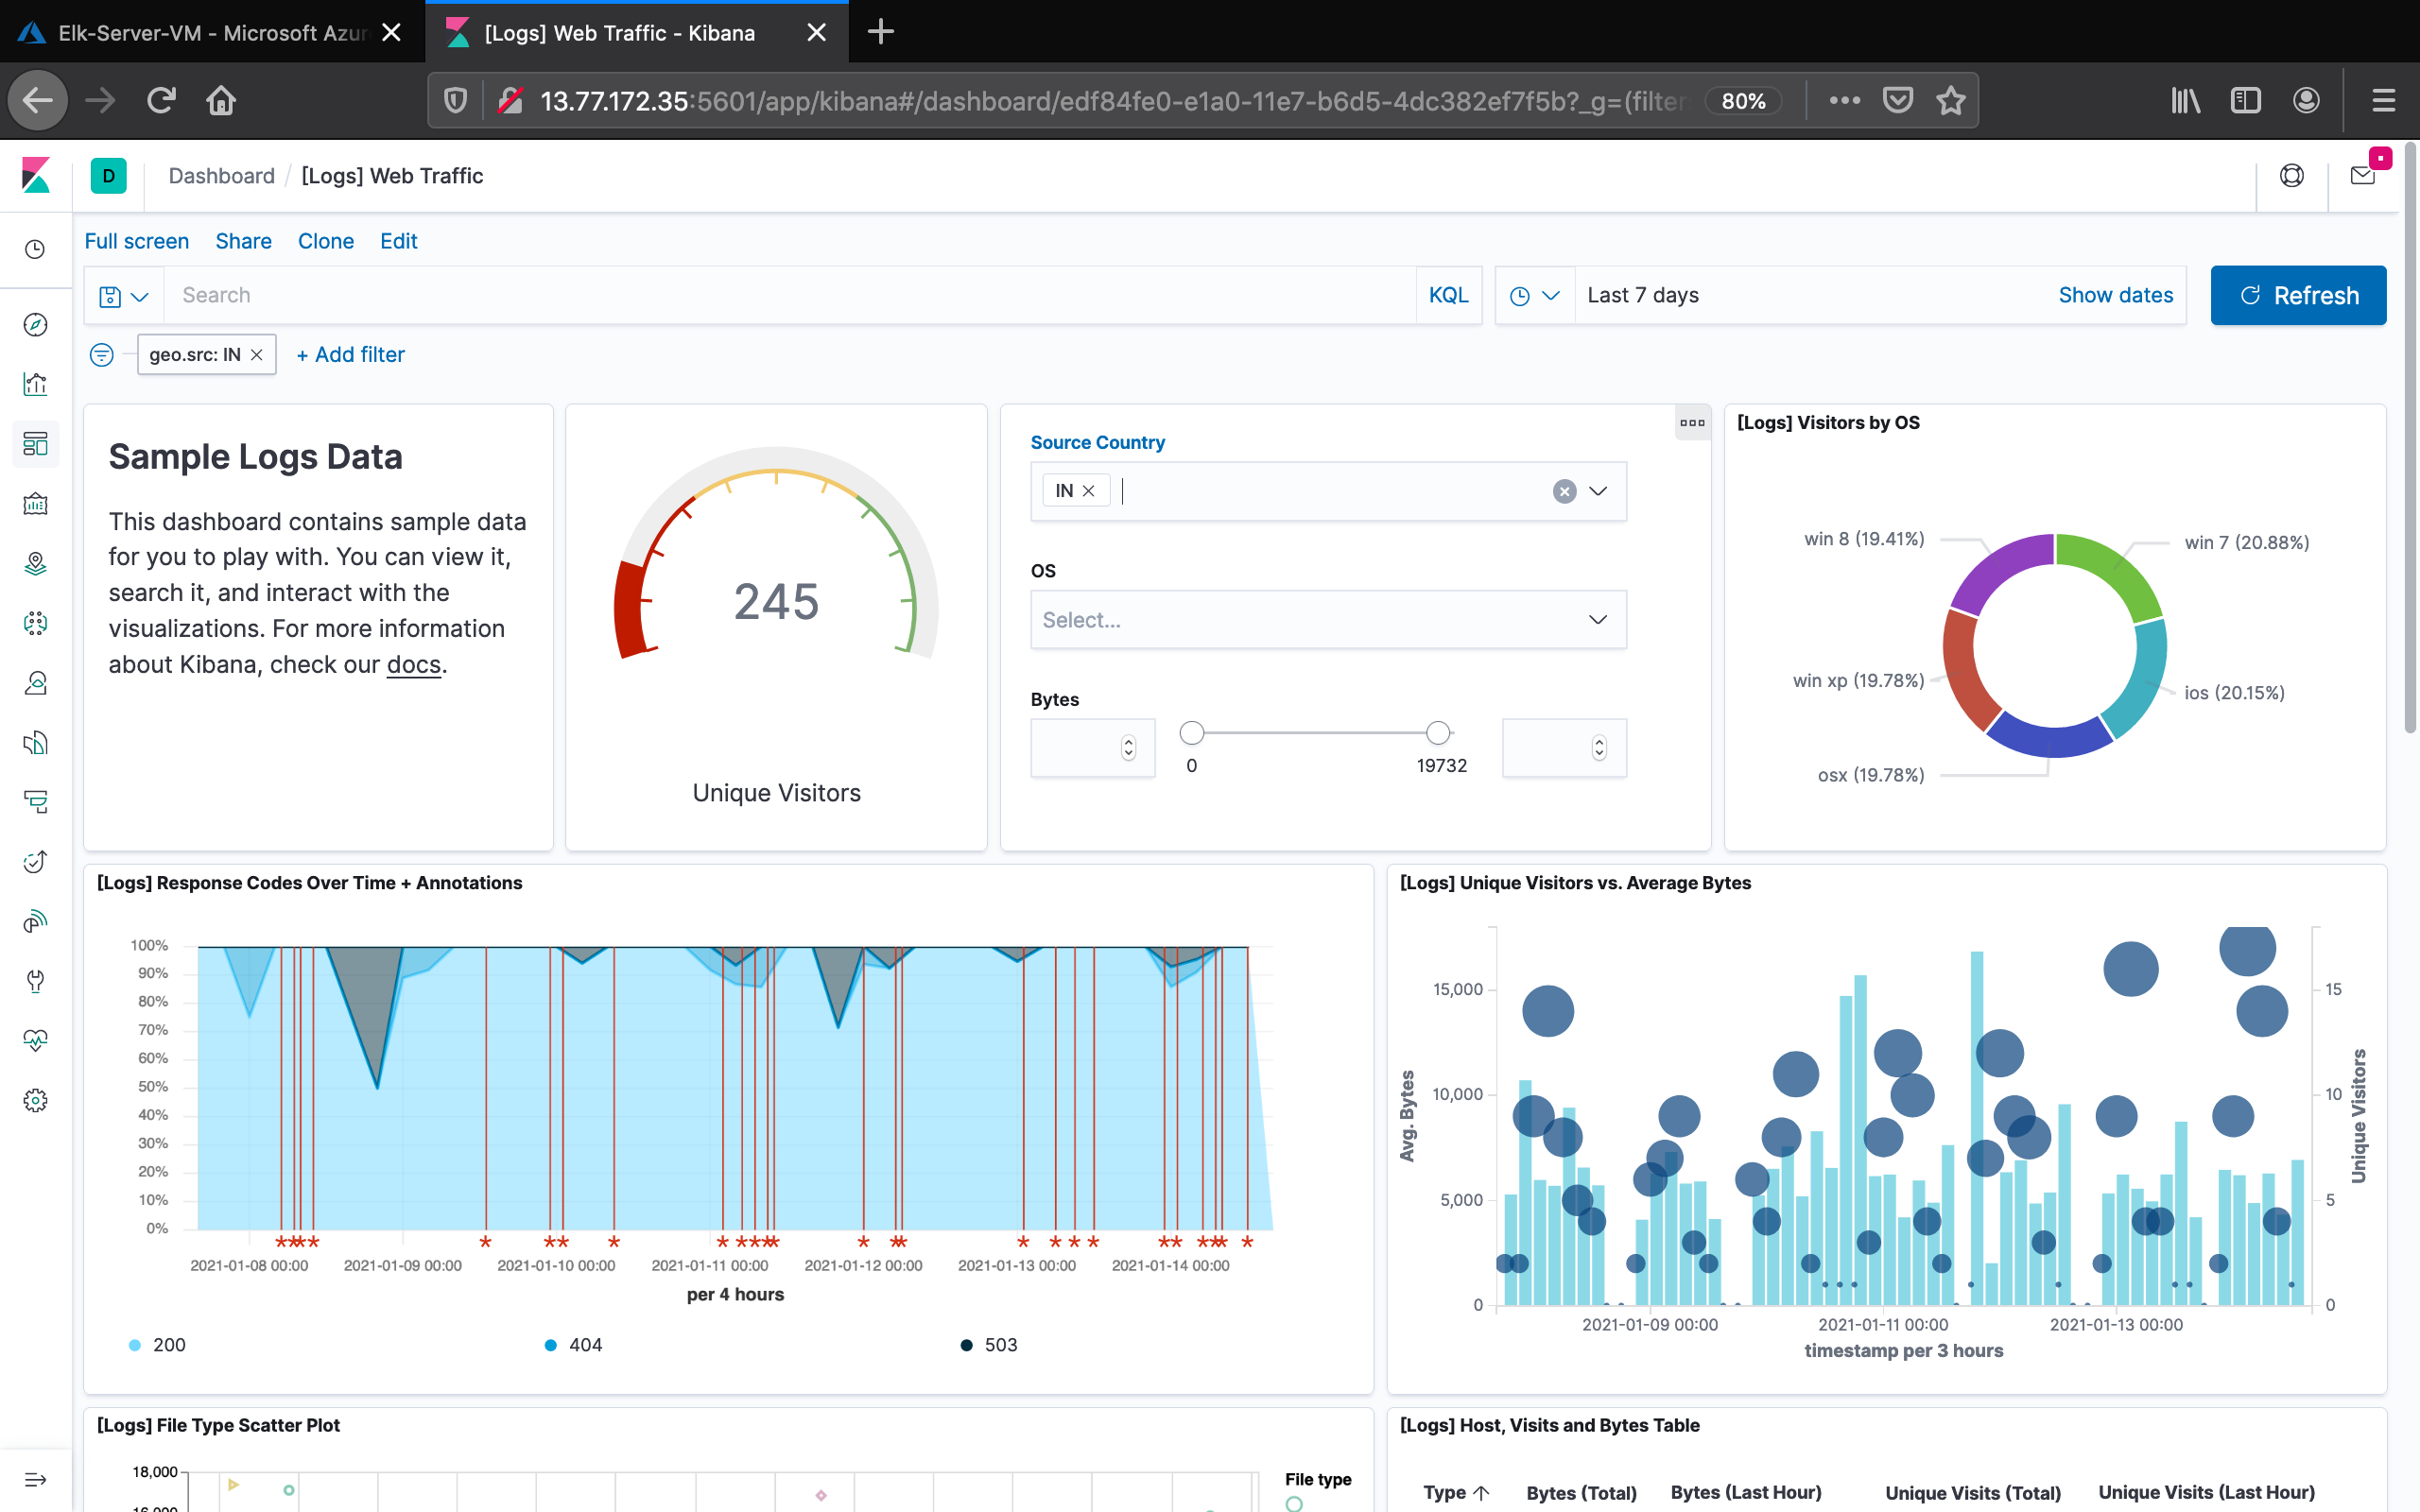 Elk-Server-VM - Microsoft Azur
[Logs] Web Traffic - Kibana
13.77.172.35:5601/app/kibana#/dashboard/edf84fe0-e1a0-11e7-b6d5-4dc382ef7f5b?_g=(filter
80%
D
Dashboard / [Logs] Web Traffic
Full screen Share Clone Edit
Search
KQL
Last 7 days
Show dates
Refresh
geo.src: IN
+ Add filter
Sample Logs Data
This dashboard contains sample data
for you to play with. You can view it,
search it, and interact with the
visualizations. For more information
about Kibana, check our docs.
245
Unique Visitors
Source Country
IN
OS
Select...
Bytes
0
19732
[Logs] Visitors by OS
win 8 (19.41%)
win 7 (20.88%)
win xp (19.78%)
ios (20.15%)
osx (19.78%)
[Logs] Response Codes Over Time + Annotations
100%
90%
80%
70%
60%
50%
40%
30%
20%
10%
0%
2021-01-08 00:00
2021-01-09 00:00
2021-01-10 00:00
2021-01-11 00:00
2021-01-12 00:00
2021-01-13 00:00
2021-01-14 00:00
per 4 hours
200
404
503
[Logs] Unique Visitors vs. Average Bytes
Avg. Bytes
15,000
10,000
5,000
0
15
10
5
0
Unique Visitors
2021-01-09 00:00
2021-01-11 00:00
2021-01-13 00:00
timestamp per 3 hours
[Logs] File Type Scatter Plot
18,000
16,000
File type
[Logs] Host, Visits and Bytes Table
Type
Bytes (Total)
Bytes (Last Hour)
Unique Visits (Total)
Unique Visits (Last Hour)